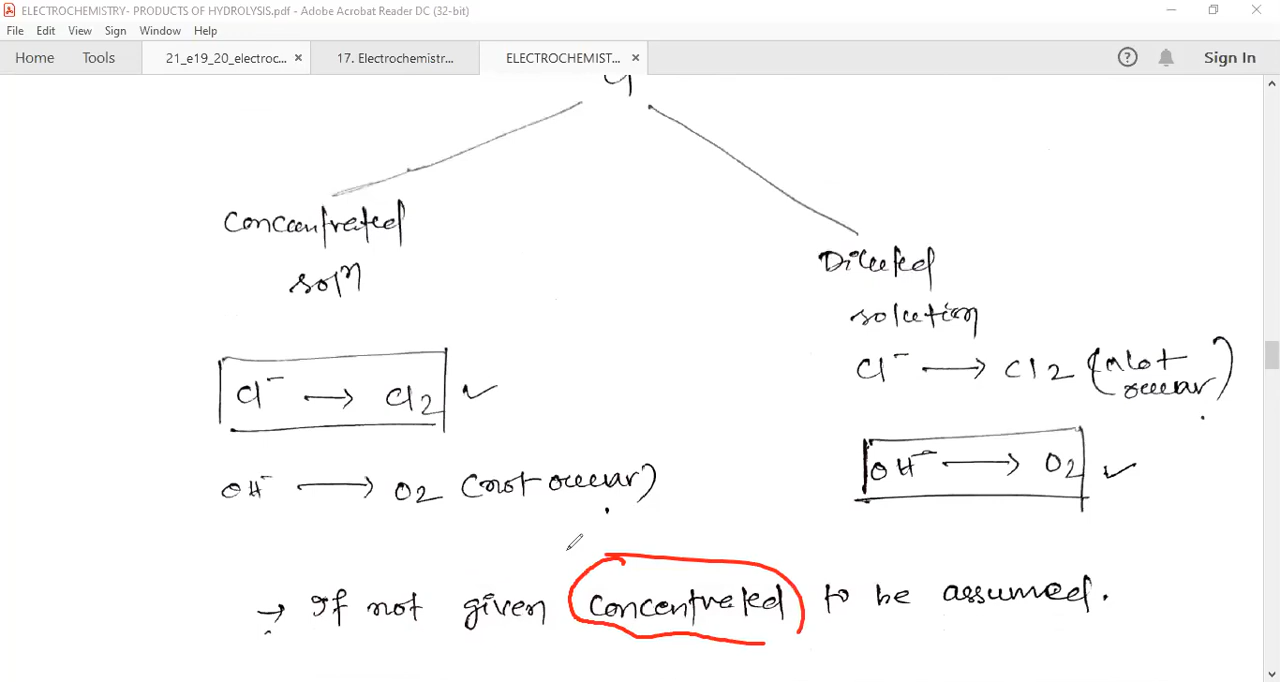 ELECTROCHEMISTRY- PRODUCTS OF HYDROLYSIS.pdf - Adobe Acrobat Reader DC (32-bit)
File Edit View Sign Window Help
Home Tools 21_e19_20_electroc... × 17. Electrochemistr... ELECTROCHEMIST... × Sign In
Concentrated
soln
Diluted
solution
Cl⁻ → Cl2 (Not
occur)
Cl⁻ → Cl2 ✓
OH⁻ → O2 ✓
OH⁻ → O2 (not occur)
→ If not given concentrated to be assumed.